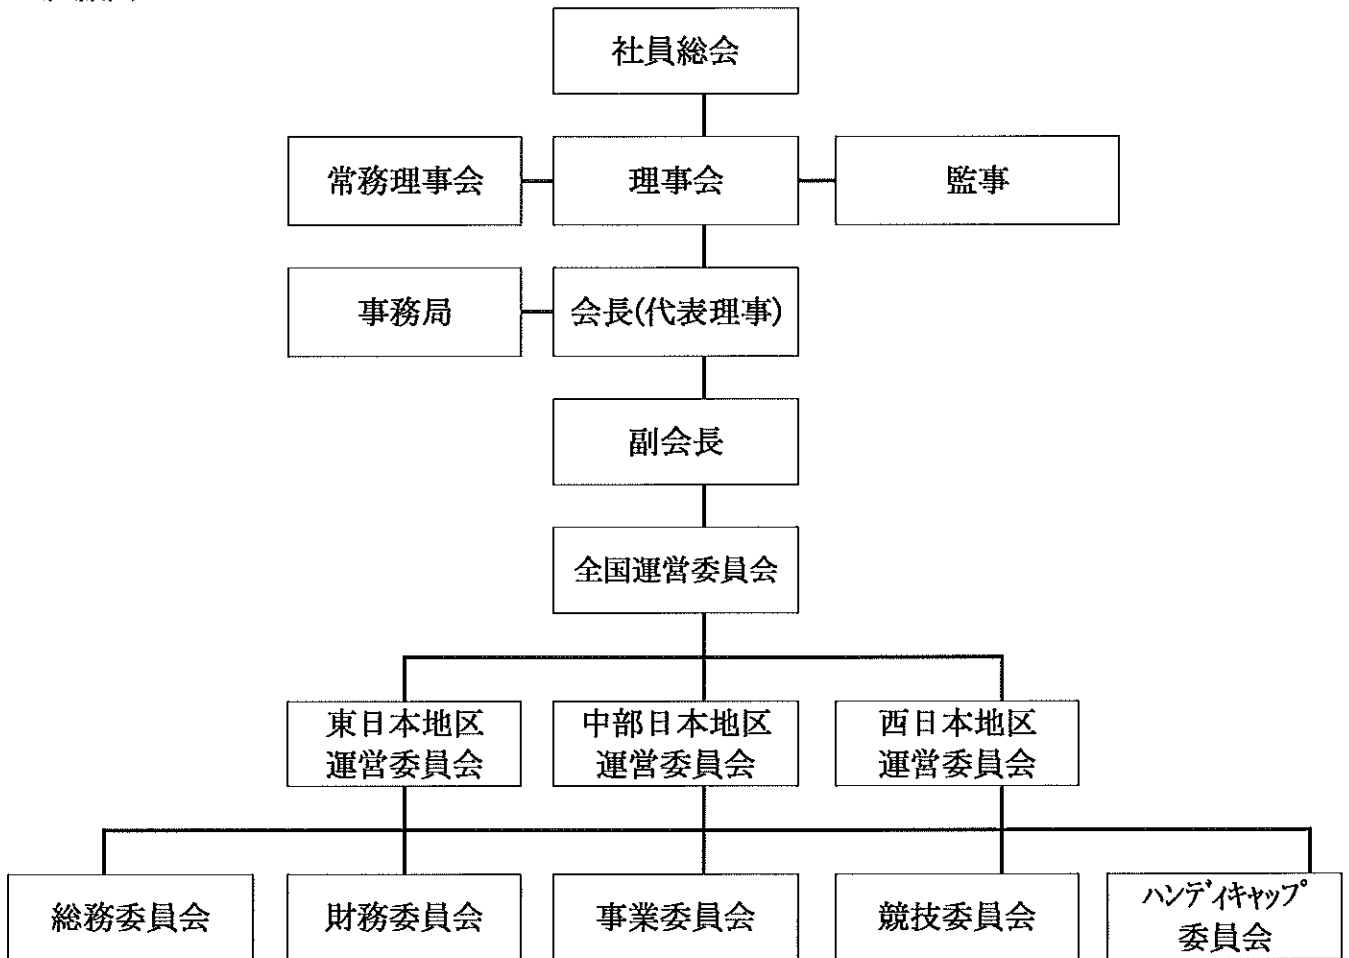 社員総会
常務理事会
理事会
監事
事務局
会長(代表理事)
副会長
全国運営委員会
東日本地区
運営委員会
中部日本地区
運営委員会
西日本地区
運営委員会
総務委員会
財務委員会
事業委員会
競技委員会
ﾊﾝﾃﾞｨｷｬｯﾌﾟ
委員会